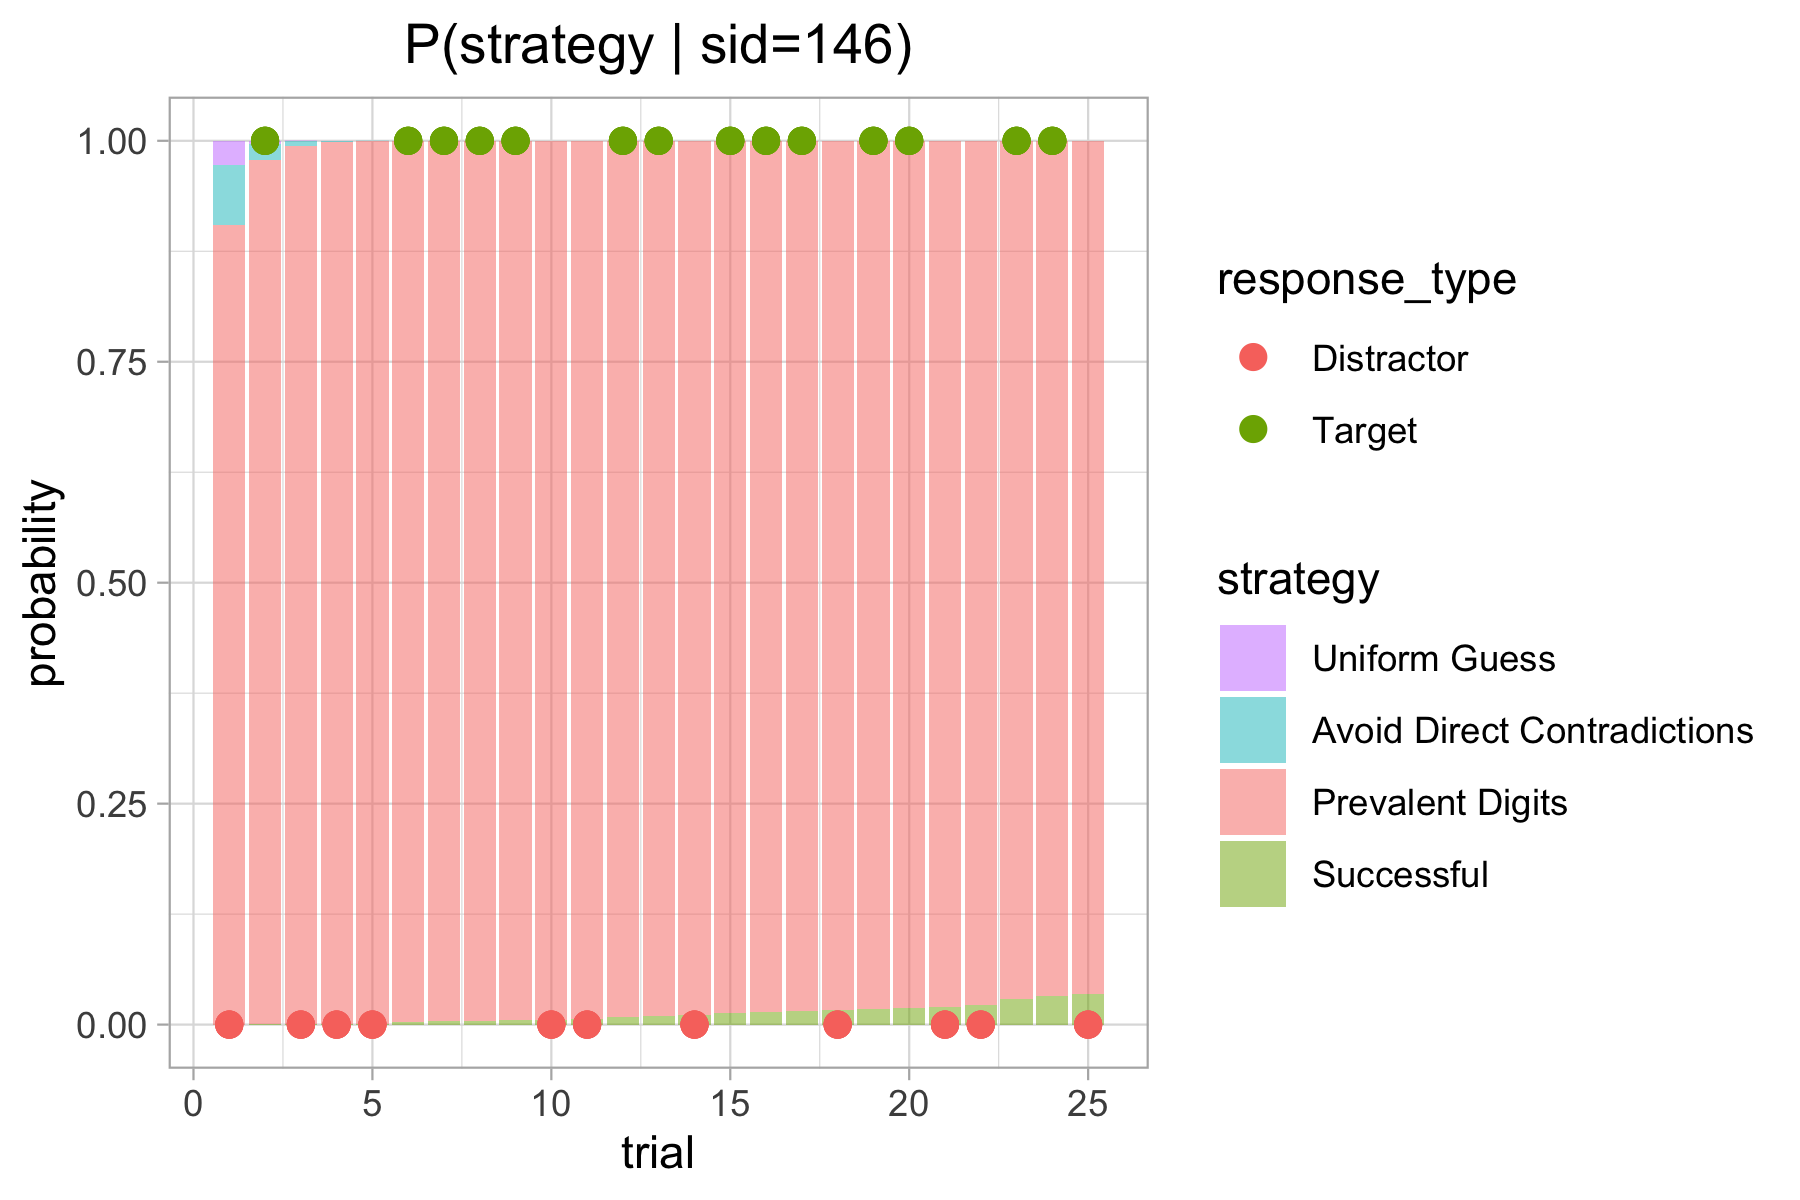 P(strategy | sid=146)
1.00
0.75
0.50
0.25
0.00
probability
0 5 10 15 20 25
trial
response_type
Distractor
Target
strategy
Uniform Guess
Avoid Direct Contradictions
Prevalent Digits
Successful